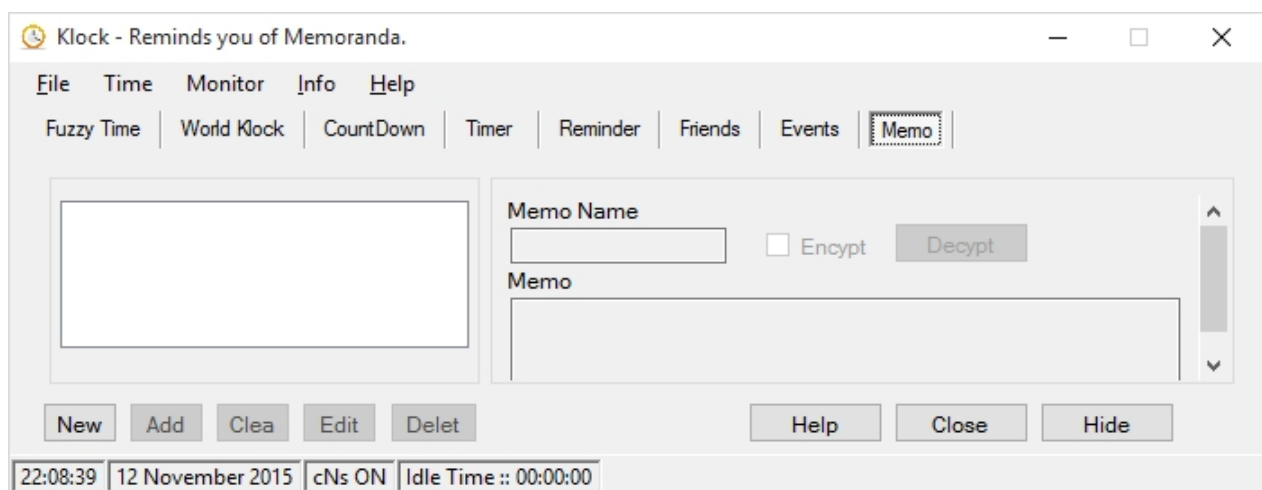 Klock - Reminds you of Memoranda.
File Time Monitor Info Help
Fuzzy Time World Klock CountDown Timer Reminder Friends Events Memo
Memo Name
Encypt Decypt
Memo
New Add Clea Edit Delet Help Close Hide
22:08:39 12 November 2015 cNs ON Idle Time :: 00:00:00